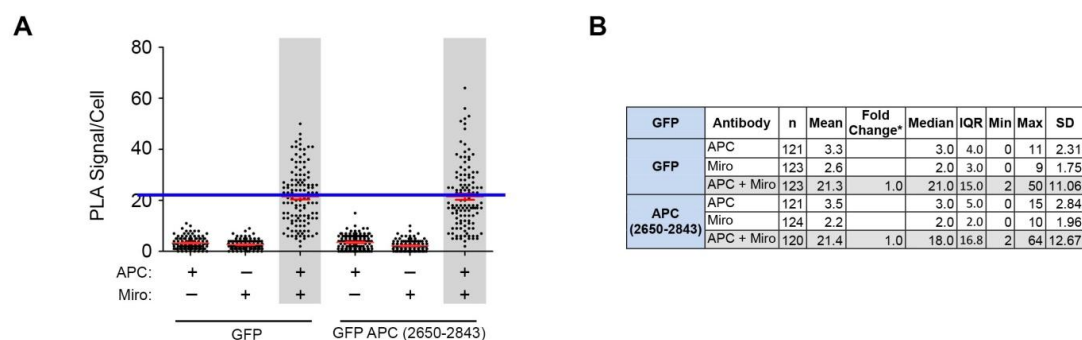 A
80
60
40
20
0
PLA Signal/Cell
APC: + – + + – +
Miro: – + + – + +
GFP GFP APC (2650-2843)
B
GFP Antibody n Mean Fold Change* Median IQR Min Max SD
GFP
APC 121 3.3 3.0 4.0 0 11 2.31
Miro 123 2.6 2.0 3.0 0 9 1.75
APC + Miro 123 21.3 1.0 21.0 15.0 2 50 11.06
APC (2650-2843)
APC 121 3.5 3.0 5.0 0 15 2.84
Miro 124 2.2 2.0 2.0 0 10 1.96
APC + Miro 120 21.4 1.0 18.0 16.8 2 64 12.67